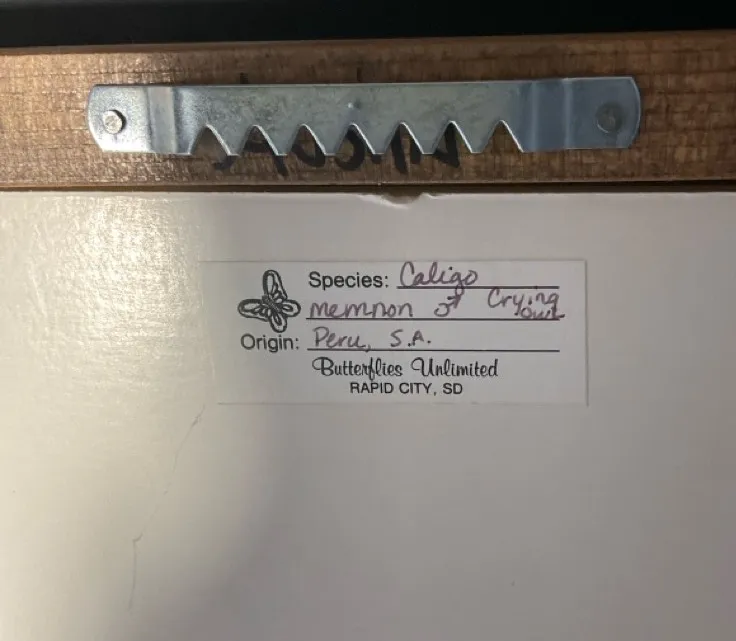 Species: Caligo
memnon ♂ Crying
Owl
Origin: Peru, S.A.
Butterflies Unlimited
RAPID CITY, SD